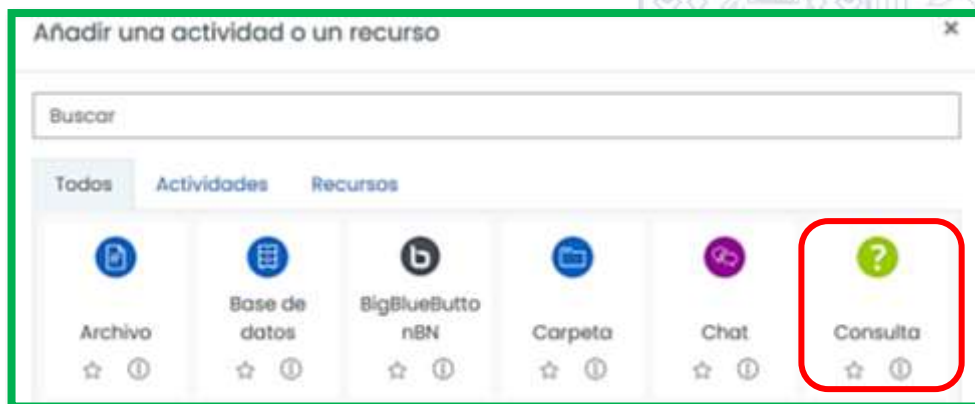 Añadir una actividad o un recurso
×
Buscar
Todos Actividades Recursos
Archivo
Base de
datos
BigBlueButto
nBN
Carpeta
Chat
Consulta